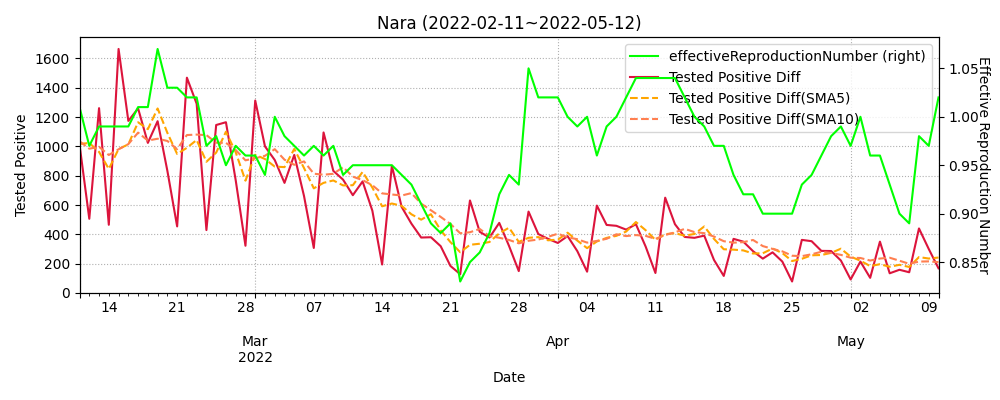 Nara (2022-02-11~2022-05-12)
effectiveReproductionNumber (right)
Tested Positive Diff
Tested Positive Diff(SMA5)
Tested Positive Diff(SMA10)
Tested Positive
1600
1400
1200
1000
800
600
400
200
0
1.05
1.00
0.95
0.90
0.85
Effective Reproduction Number
14 21 28 07 14 21 28 04 11 18 25 02 09
Mar Apr May
2022
Date